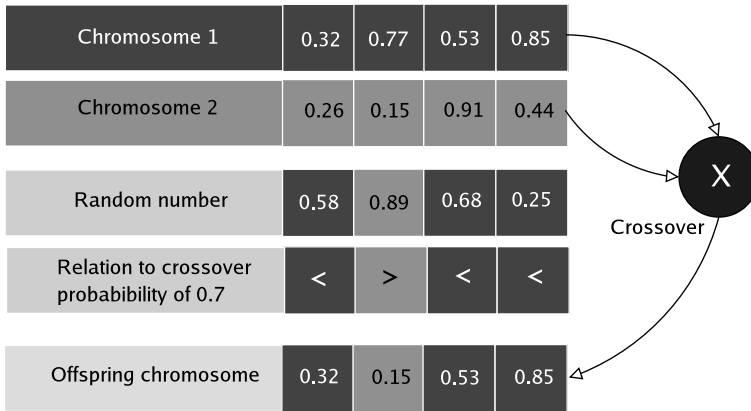 Chromosome 1 0.32 0.77 0.53 0.85
Chromosome 2 0.26 0.15 0.91 0.44
X
Random number 0.58 0.89 0.68 0.25
Crossover
Relation to crossover
probabibility of 0.7 < > < <
Offspring chromosome 0.32 0.15 0.53 0.85